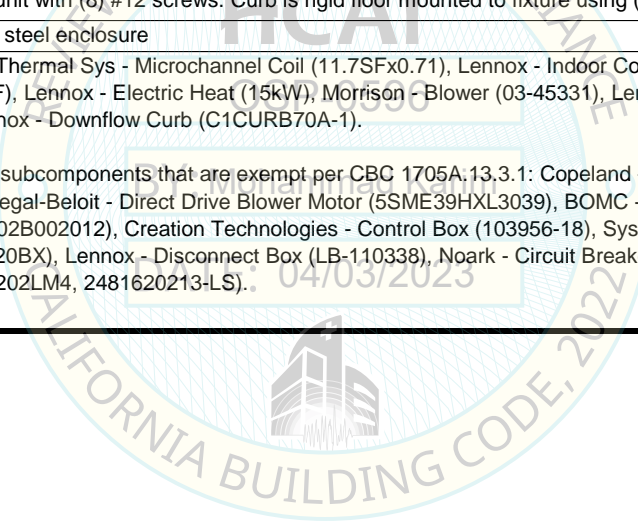 unit with (8) #12 screws. Curb is rigid floor mounted to fixture using (
HCAI
steel enclosure
Thermal Sys - Microchannel Coil (11.7SFx0.71), Lennox - Indoor Co
F), Lennox - Electric Heat (15kW), Morrison - Blower (03-45331), Le
OSP-0596
nox - Downflow Curb (C1CURB70A-1).
subcomponents that are exempt per CBC 1705A.13.3.1: Copeland
BY: Mohammad Karim
egal-Beloit - Direct Drive Blower Motor (5SME39HXL3039), BOMC -
02B002012), Creation Technologies - Control Box (103956-18), Sys
20BX), Lennox - Disconnect Box (LB-110338), Noark - Circuit Break
DATE: 04/03/2023
202LM4, 2481620213-LS).
CALIFORNIA BUILDING CODE, 2022